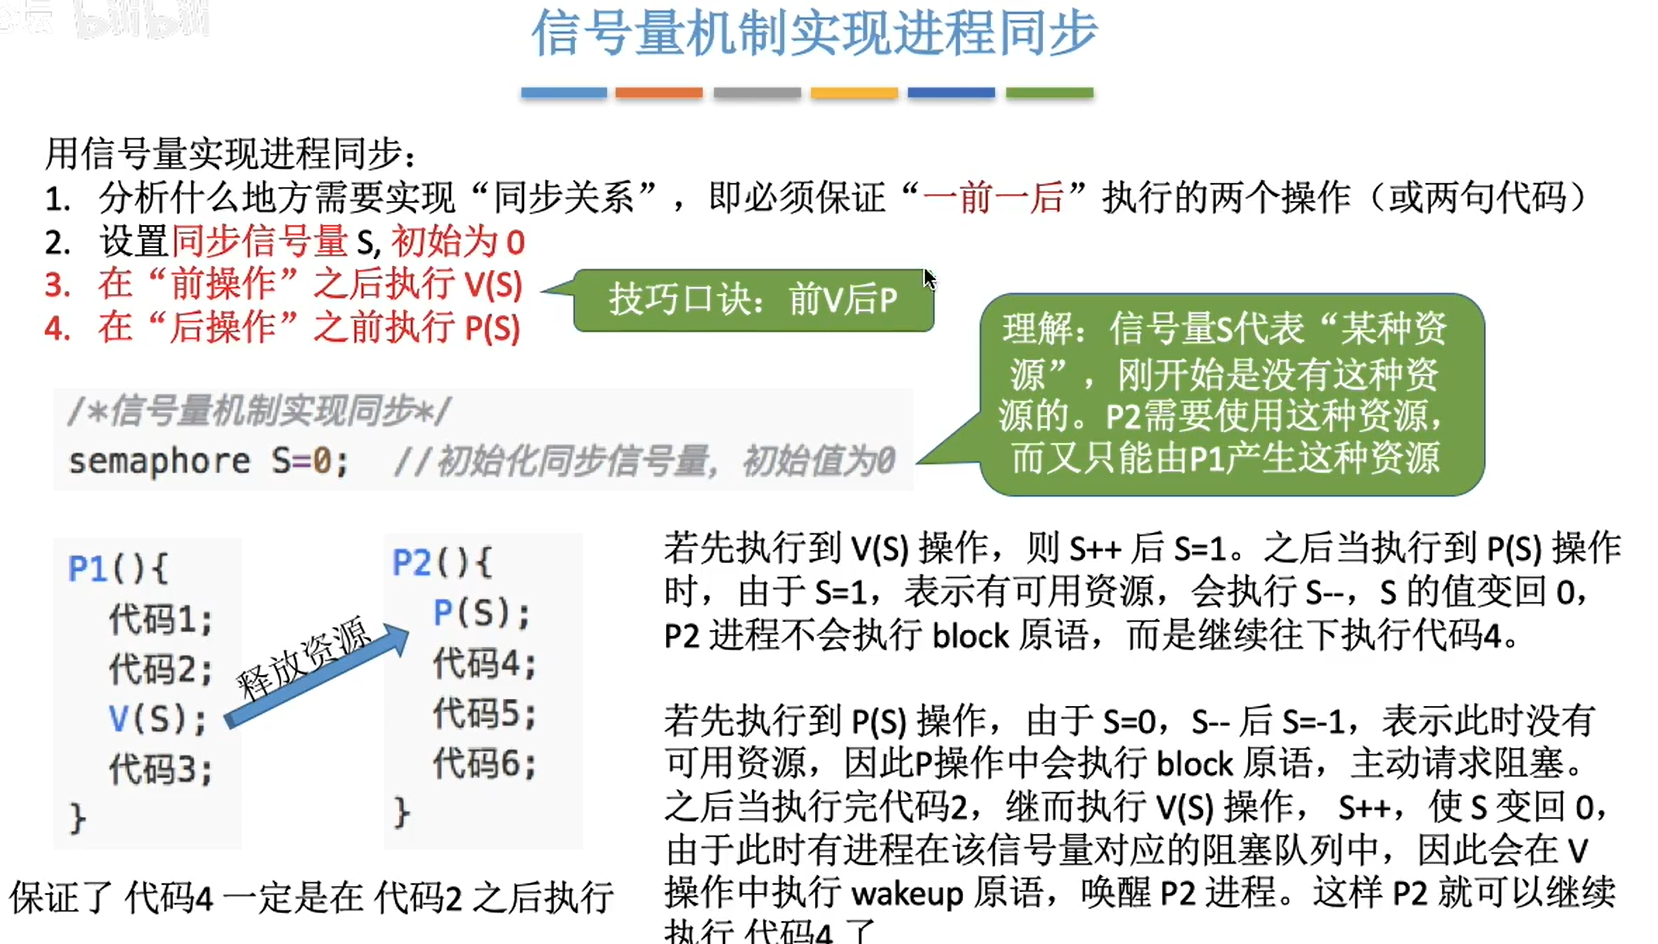 信号量机制实现进程同步
用信号量实现进程同步：
1. 分析什么地方需要实现“同步关系”，即必须保证“一前一后”执行的两个操作（或两句代码）
2. 设置同步信号量 S, 初始为 0
3. 在“前操作”之后执行 V(S)
4. 在“后操作”之前执行 P(S)
技巧口诀：前V后P
理解：信号量S代表“某种资
源”，刚开始是没有这种资
源的。P2需要使用这种资源，
而又只能由P1产生这种资源
/*信号量机制实现同步*/
semaphore S=0; //初始化同步信号量，初始值为0
P1(){
代码1;
代码2;
V(S);
代码3;
}
释放资源
P2(){
P(S);
代码4;
代码5;
代码6;
}
保证了 代码4 一定是在 代码2 之后执行
若先执行到 V(S) 操作，则 S++ 后 S=1。之后当执行到 P(S) 操作
时，由于 S=1，表示有可用资源，会执行 S--，S 的值变回 0，
P2 进程不会执行 block 原语，而是继续往下执行代码4。
若先执行到 P(S) 操作，由于 S=0，S-- 后 S=-1，表示此时没有
可用资源，因此P操作中会执行 block 原语，主动请求阻塞。
之后当执行完代码2，继而执行 V(S) 操作， S++，使 S 变回 0，
由于此时有进程在该信号量对应的阻塞队列中，因此会在 V
操作中执行 wakeup 原语，唤醒 P2 进程。这样 P2 就可以继续
执行 代码4 了